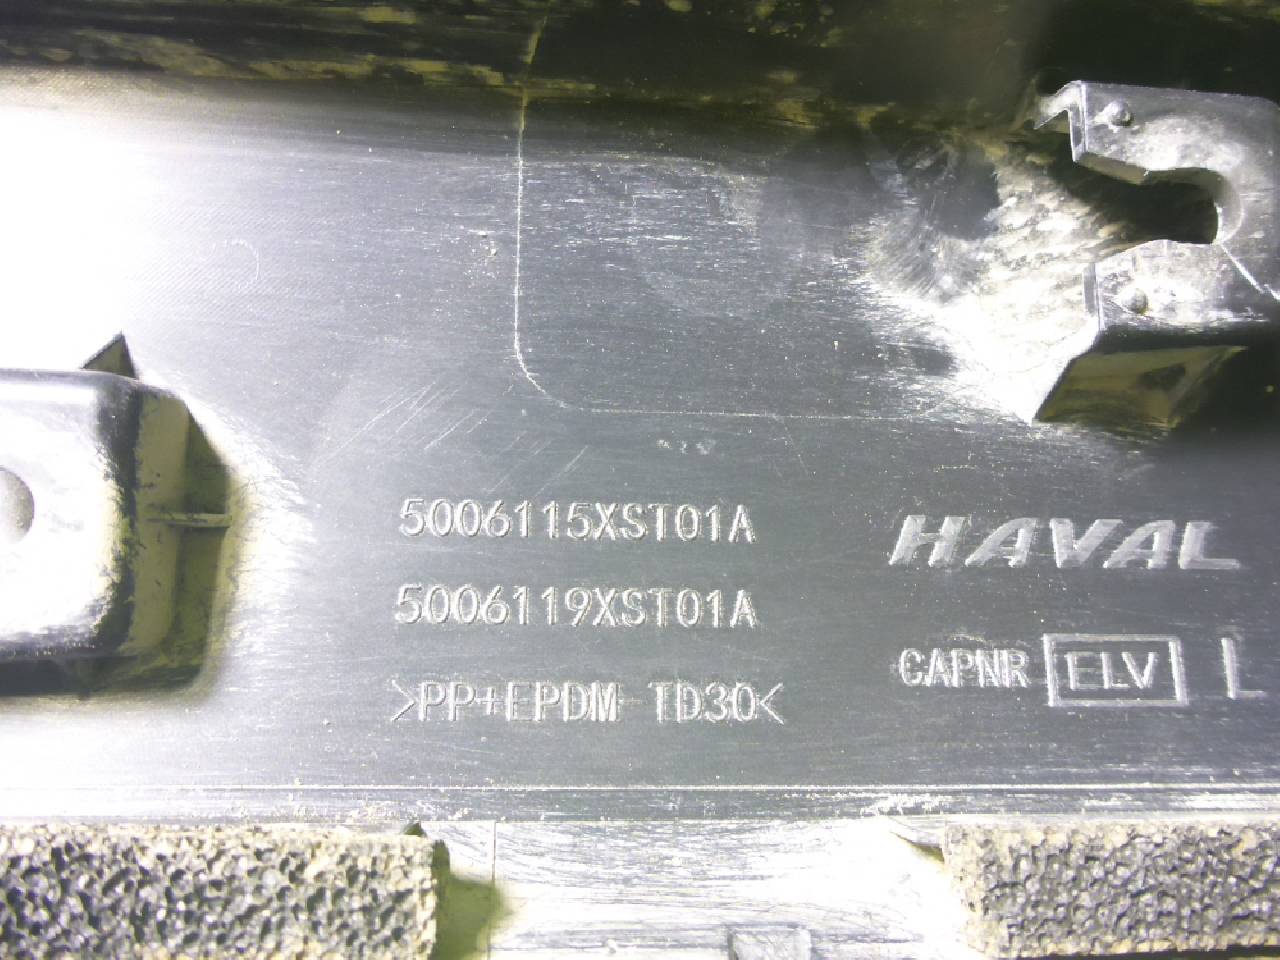 5006115XST01A
5006119XST01A
>PP+EPDM-TD30<
HAVAL
CAPNR ELV L